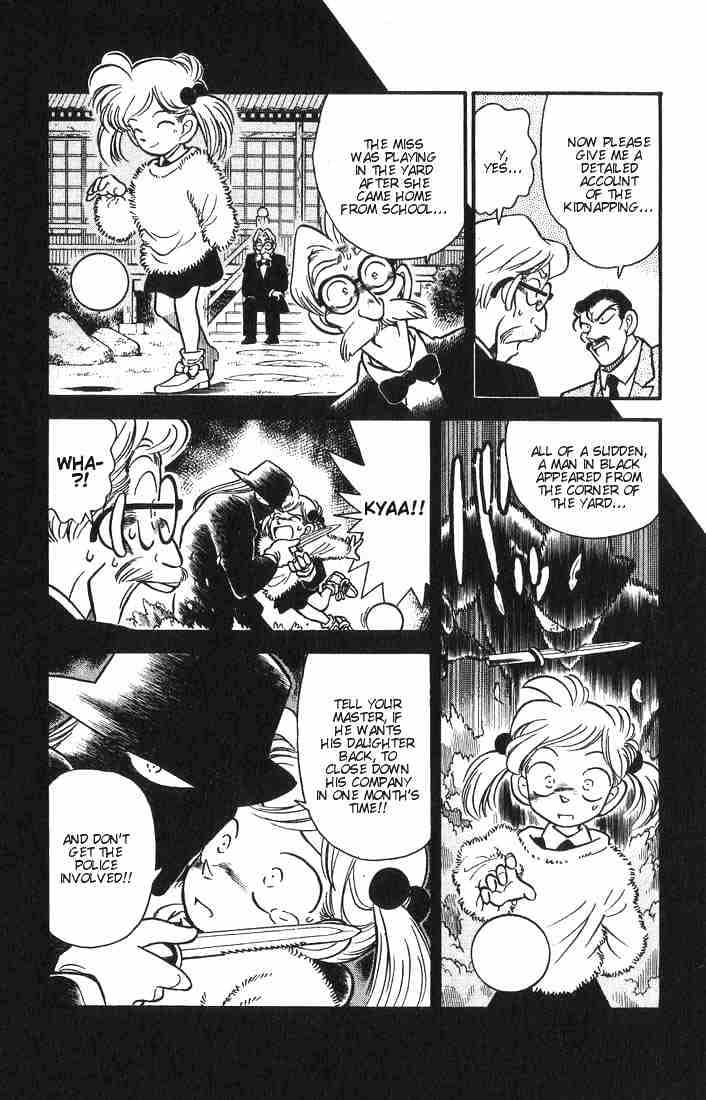 NOW PLEASE
GIVE ME A
DETAILED
ACCOUNT
OF THE
KIDNAPPING...
Y,
YES...
THE MISS
WAS PLAYING
IN THE YARD
AFTER SHE
CAME HOME
FROM SCHOOL...
ALL OF A SUDDEN,
A MAN IN BLACK
APPEARED FROM
THE CORNER OF
THE YARD...
KYAA!!
WHA-
?!
TELL YOUR
MASTER, IF
HE WANTS
HIS DAUGHTER
BACK, TO
CLOSE DOWN
HIS COMPANY
IN ONE MONTH'S
TIME!!
AND DON'T
GET THE
POLICE
INVOLVED!!